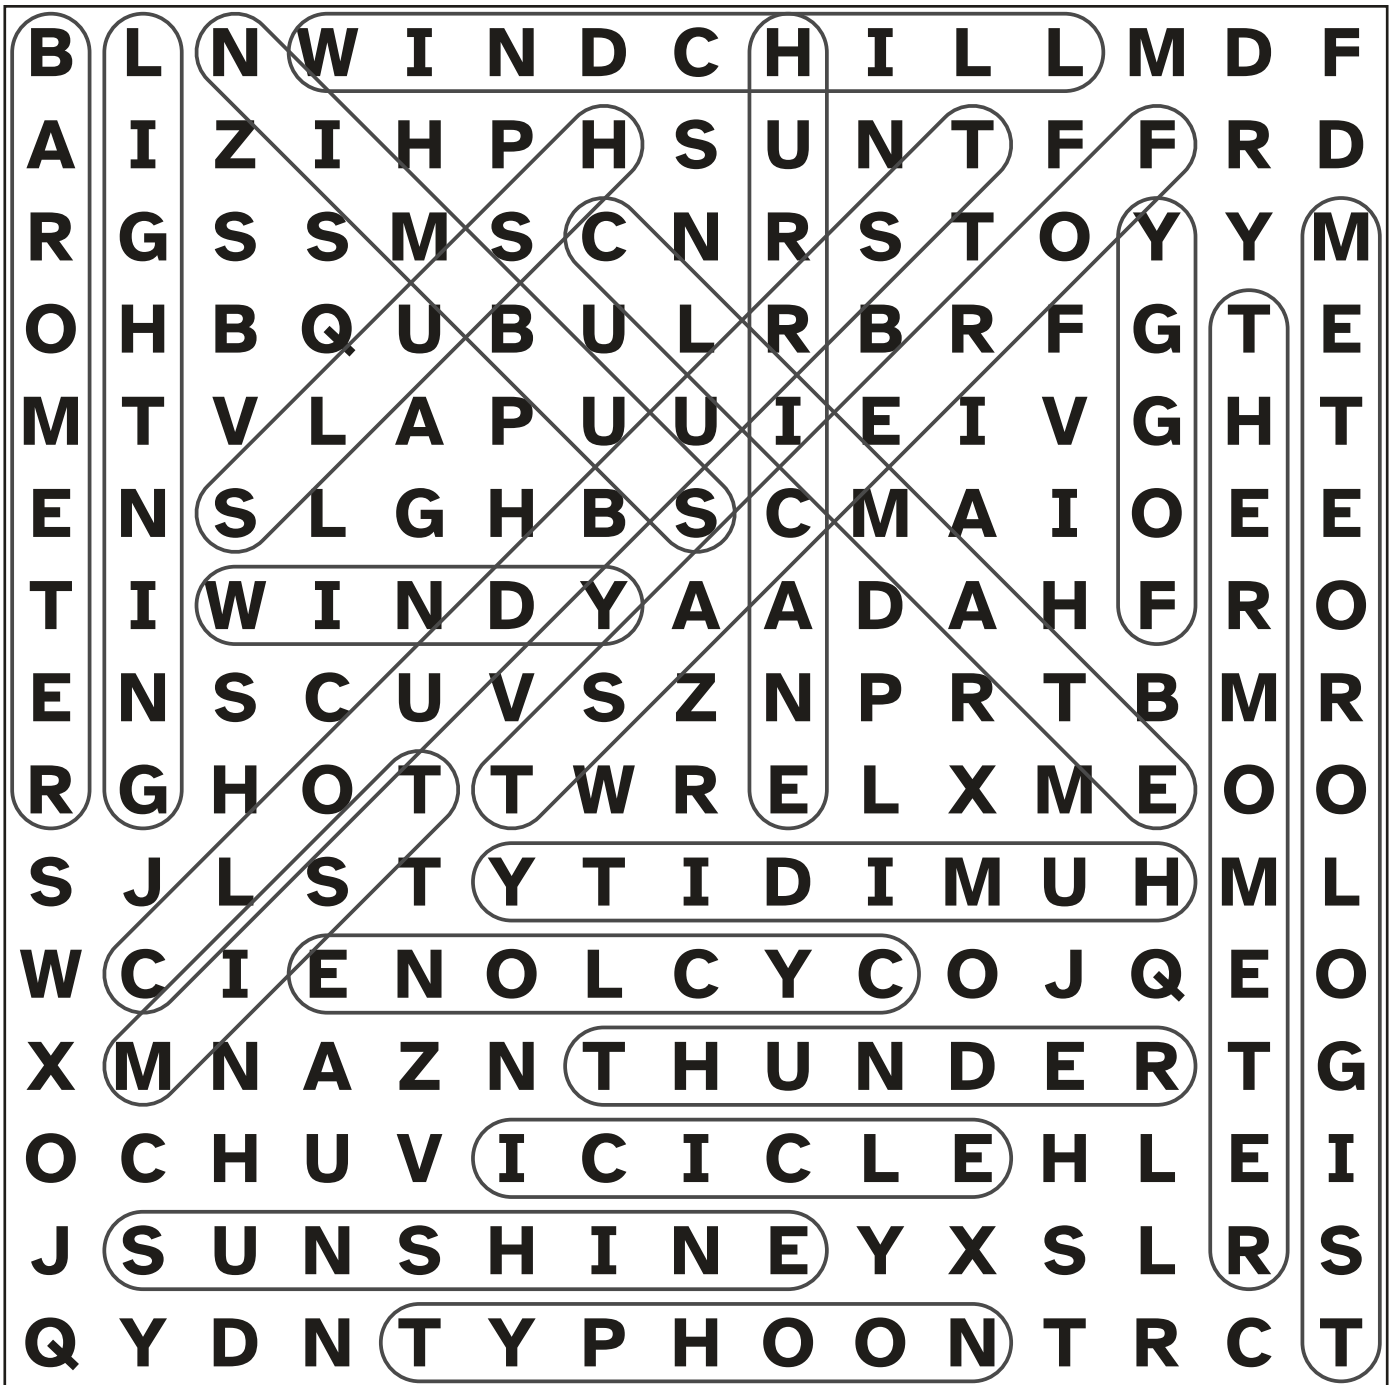 B L N W I N D C H I L L M D F
A I Z I H P H S U N T F F R D
R G S S M S C N R S T O Y Y M
O H B Q U B U L R B R F G T E
M T V L A P U U I E I V G H T
E N S L G H B S C M A I O E E
T I W I N D Y A A D A H F R O
E N S C U V S Z N P R T B M R
R G H O T T W R E L X M E O O
S J L S T Y T I D I M U H M L
W C I E N O L C Y C O J Q E O
X M N A Z N T H U N D E R T G
O C H U V I C I C L E H L E I
J S U N S H I N E Y X S L R S
Q Y D N T Y P H O O N T R C T